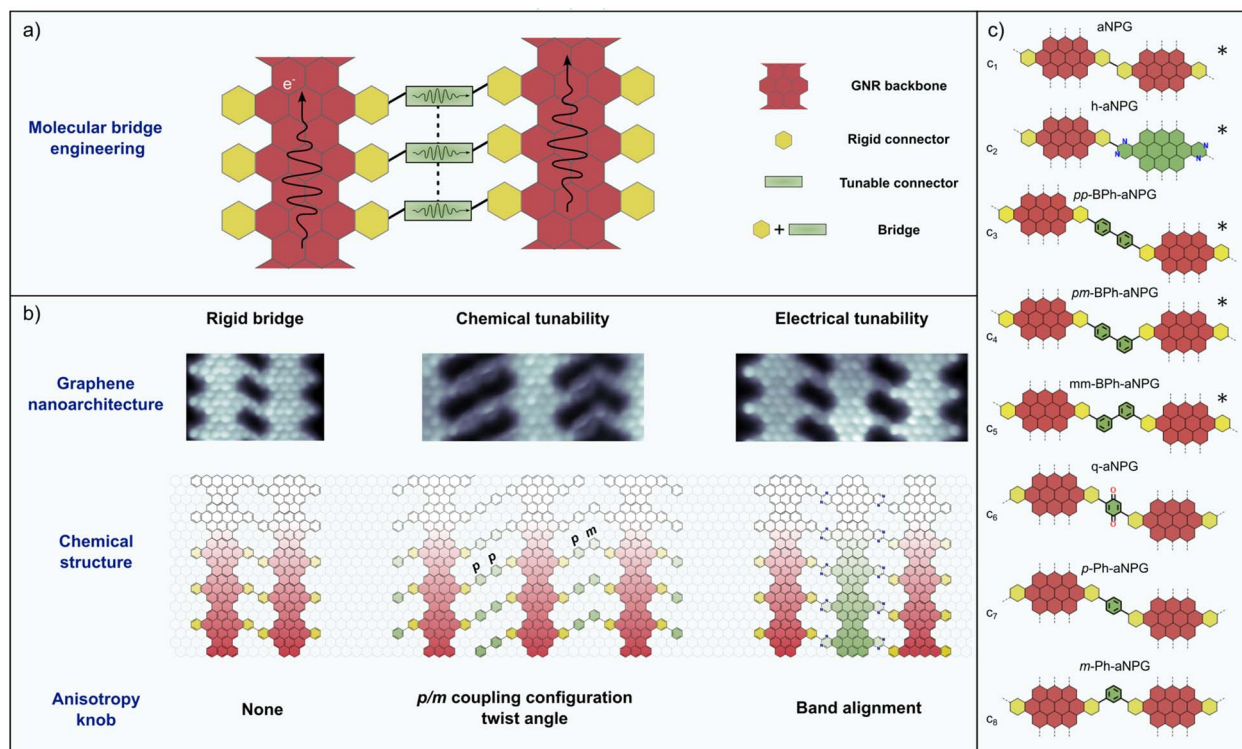 a)
Molecular bridge
engineering
e-
GNR backbone
Rigid connector
Tunable connector
+
Bridge
b)
Rigid bridge
Chemical tunability
Electrical tunability
Graphene
nanoarchitecture
Chemical
structure
p p
p m
Anisotropy
knob
None
p/m coupling configuration
twist angle
Band alignment
c)
aNPG
c1
*
h-aNPG
c2
N
N
N
N
*
pp-BPh-aNPG
c3
*
pm-BPh-aNPG
c4
*
mm-BPh-aNPG
c5
*
q-aNPG
c6
O
O
p-Ph-aNPG
c7
m-Ph-aNPG
c8